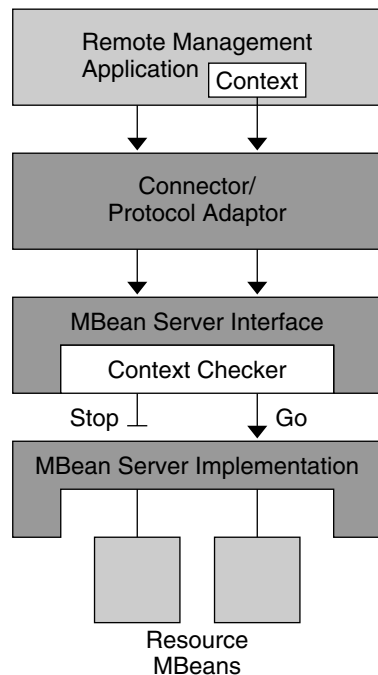 Remote Management
Application
Context
Connector/
Protocol Adaptor
MBean Server Interface
Context Checker
Stop
Go
MBean Server Implementation
Resource
MBeans